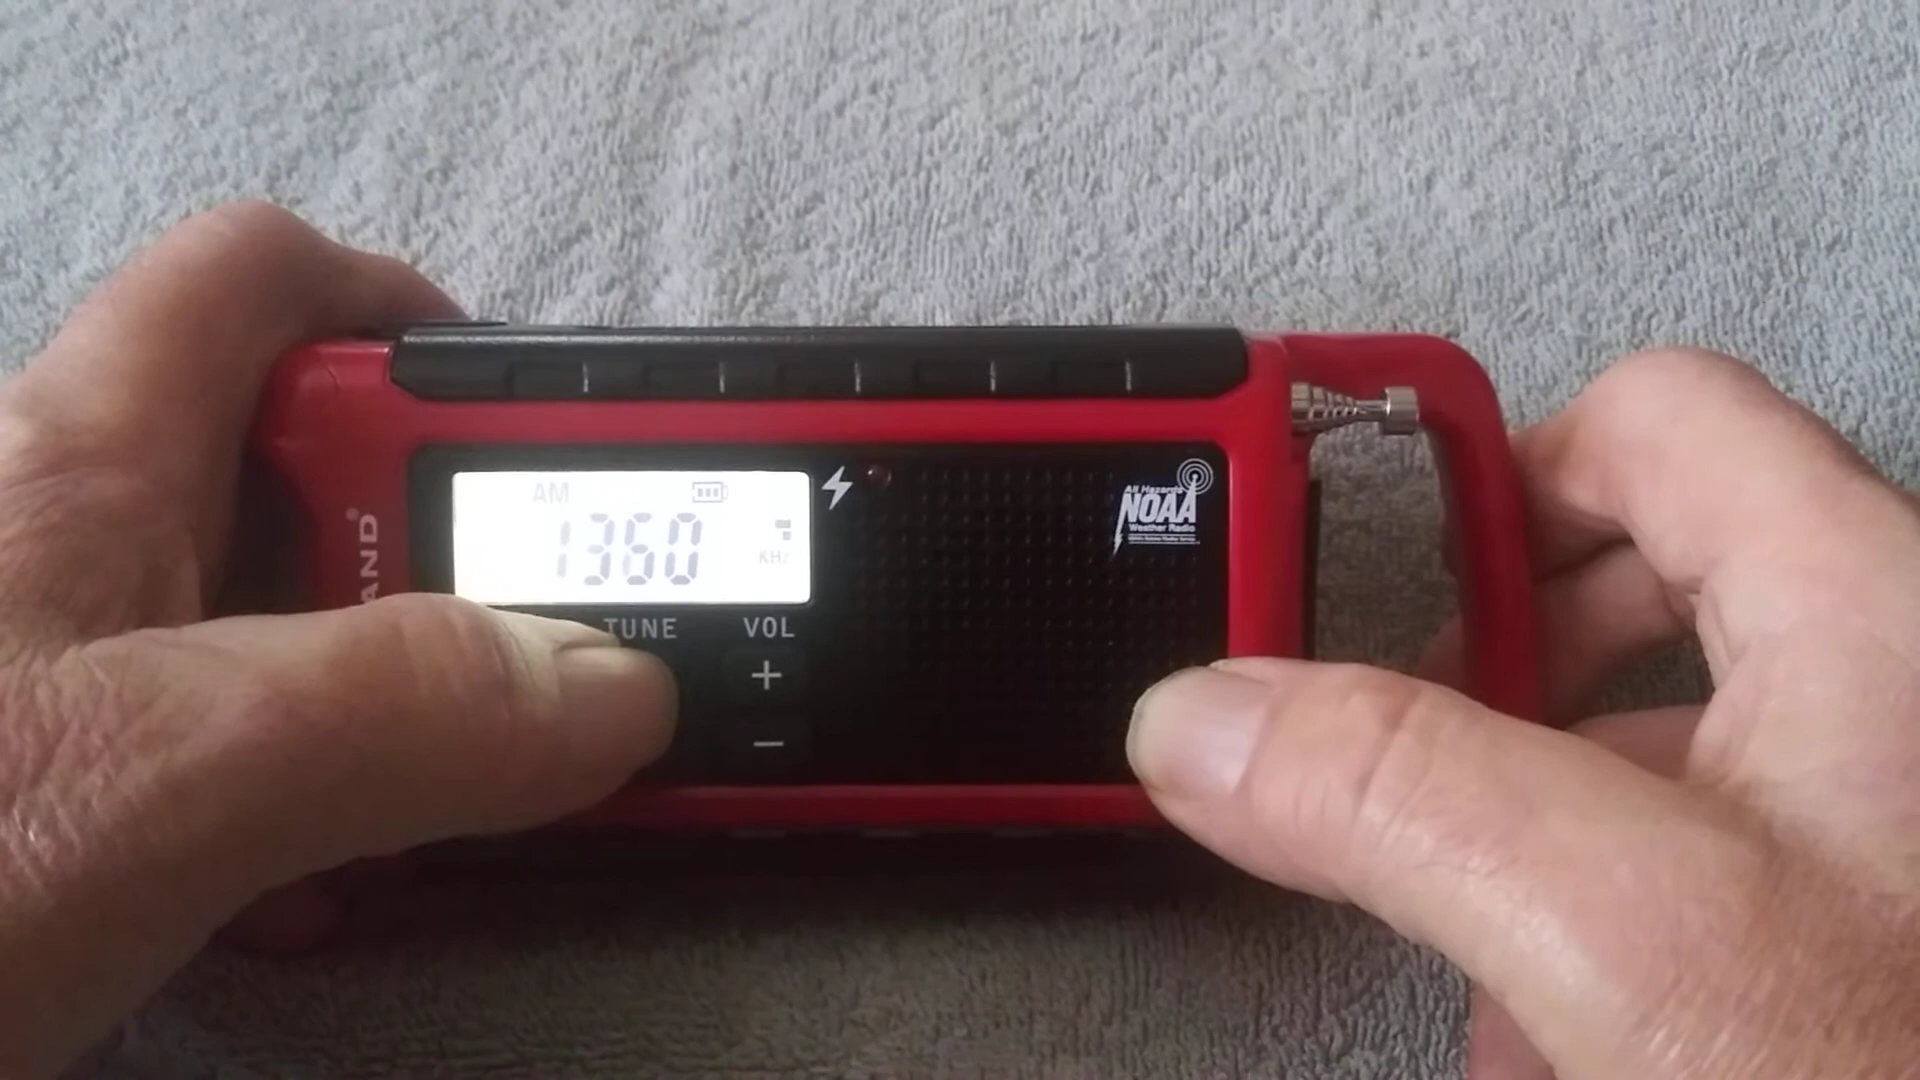 AM
1360
KHz
AND®
TUNE
VOL
+
−
All Hazards
NOAA
Weather Radio